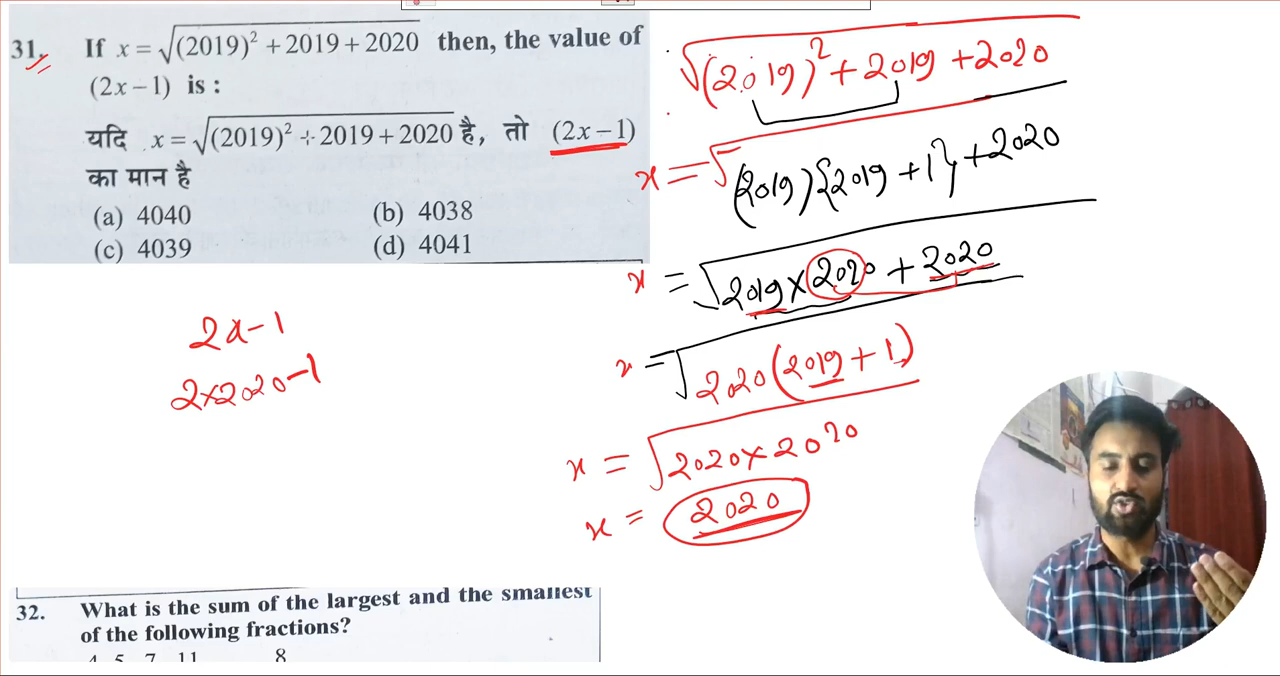 31. If x = √(2019)² + 2019 + 2020 then, the value of
(2x − 1) is :
यदि x = √(2019)² ÷ 2019 + 2020 है, तो (2x−1)
का मान है
(a) 4040 (b) 4038
(c) 4039 (d) 4041
2x-1
2×2020-1
√(2019)² + 2019 + 2020
x = √(2019){2019 + 1} + 2020
x = √2019 × 2020 + 2020
x = √2020(2019 + 1)
x = √2020 × 2020
x = 2020
32. What is the sum of the largest and the smallest
of the following fractions?